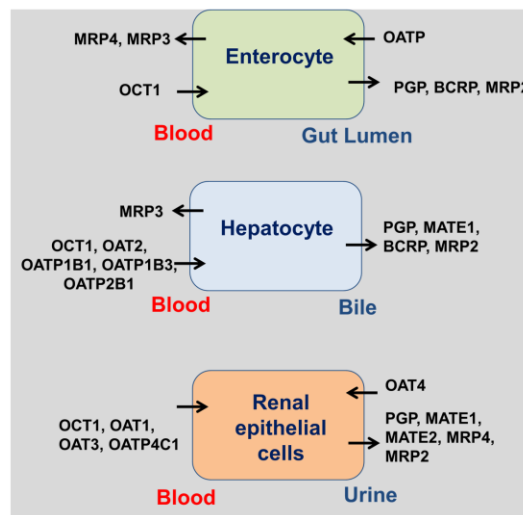 MRP4, MRP3
OATP
Enterocyte
OCT1
PGP, BCRP, MRP2
Blood
Gut Lumen
MRP3
Hepatocyte
PGP, MATE1,
BCRP, MRP2
OCT1, OAT2,
OATP1B1, OATP1B3,
OATP2B1
Blood
Bile
OAT4
Renal
epithelial
cells
OCT1, OAT1,
OAT3, OATP4C1
PGP, MATE1,
MATE2, MRP4,
MRP2
Blood
Urine